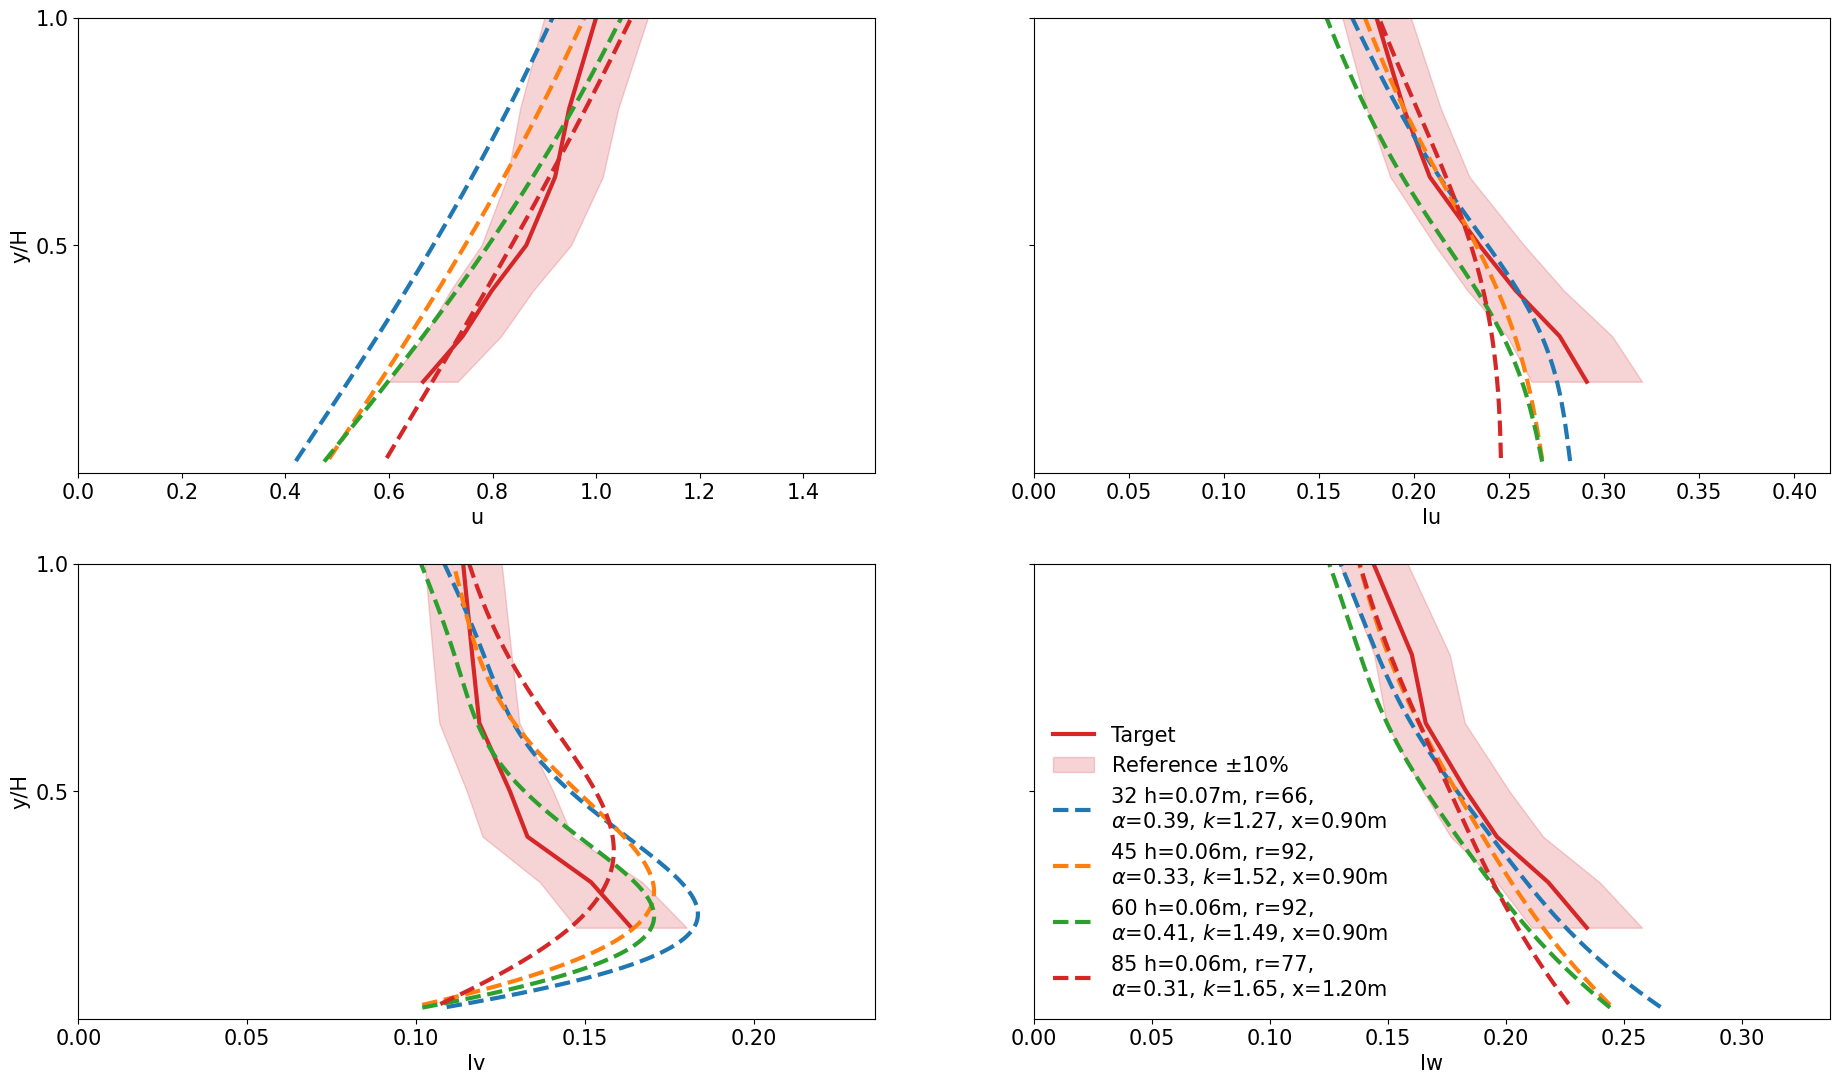 1.0
0.5
y/H
0.0 0.2 0.4 0.6 0.8 1.0 1.2 1.4
u
0.00 0.05 0.10 0.15 0.20 0.25 0.30 0.35 0.40
Iu
1.0
0.5
y/H
0.00 0.05 0.10 0.15 0.20
Iv
Target
Reference ±10%
32 h=0.07m, r=66,
α=0.39, k=1.27, x=0.90m
45 h=0.06m, r=92,
α=0.33, k=1.52, x=0.90m
60 h=0.06m, r=92,
α=0.41, k=1.49, x=0.90m
85 h=0.06m, r=77,
α=0.31, k=1.65, x=1.20m
0.00 0.05 0.10 0.15 0.20 0.25 0.30
Iw